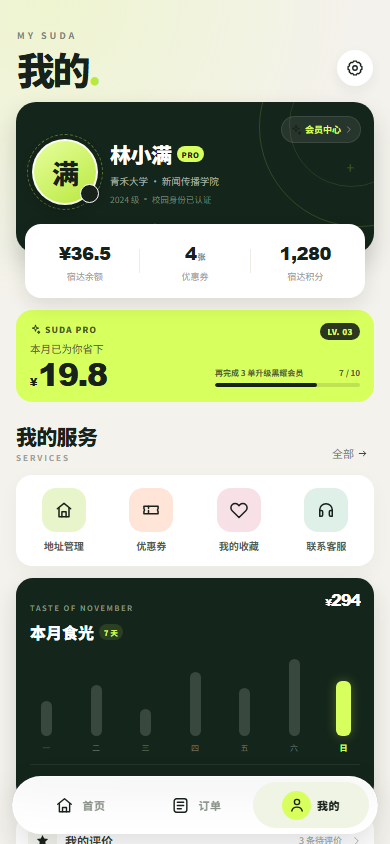 MY SUDA
我的.
会员中心
满
林小满 PRO
青禾大学 • 新闻传播学院
2024 级 • 校园身份已认证
¥36.5
宿达余额
4张
优惠券
1,280
宿达积分
SUDA PRO
LV. 03
本月已为你省下
¥19.8
再完成 3 单升级黑曜会员 7 / 10
我的服务
SERVICES
全部 →
地址管理
优惠券
我的收藏
联系客服
TASTE OF NOVEMBER
¥294
本月食光 7 天
一 二 三 四 五 六 日
首页
订单
我的
我的评价
3 条待评价